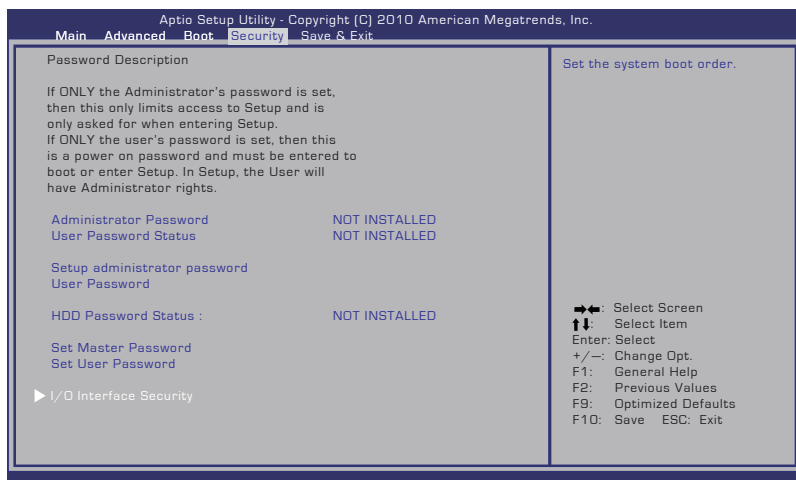 Aptio Setup Utility - Copyright (C) 2010 American Megatrends, Inc.
Main Advanced Boot Security Save & Exit
Password Description
If ONLY the Administrator's password is set,
then this only limits access to Setup and is
only asked for when entering Setup.
If ONLY the user's password is set, then this
is a power on password and must be entered to
boot or enter Setup. In Setup, the User will
have Administrator rights.
Administrator Password NOT INSTALLED
User Password Status NOT INSTALLED
Setup administrator password
User Password
HDD Password Status : NOT INSTALLED
Set Master Password
Set User Password
I/O Interface Security
Set the system boot order.
→←: Select Screen
↑↓: Select Item
Enter: Select
+/—: Change Opt.
F1: General Help
F2: Previous Values
F9: Optimized Defaults
F10: Save ESC: Exit